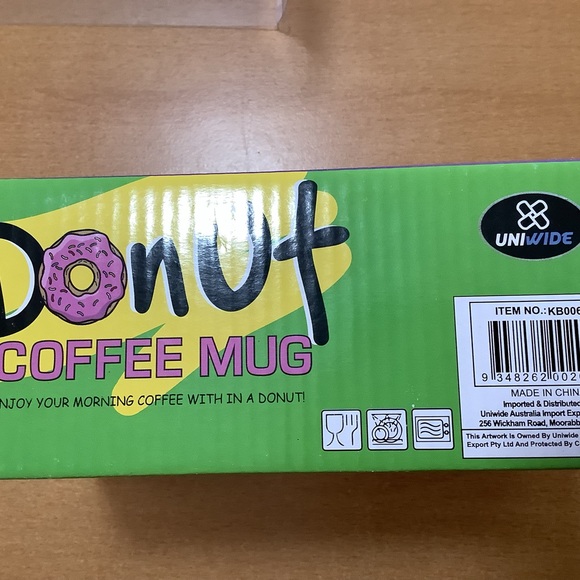 Donut
COFFEE MUG
NJOY YOUR MORNING COFFEE WITH IN A DONUT!
UNIWIDE
ITEM NO.:KB006
9 348262 002
MADE IN CHINA
Imported & Distributed
Uniwide Australia Import Exp
256 Wickham Road, Moorabb
This Artwork is Owned By Uniwide
Export Pty Ltd And Protected By C